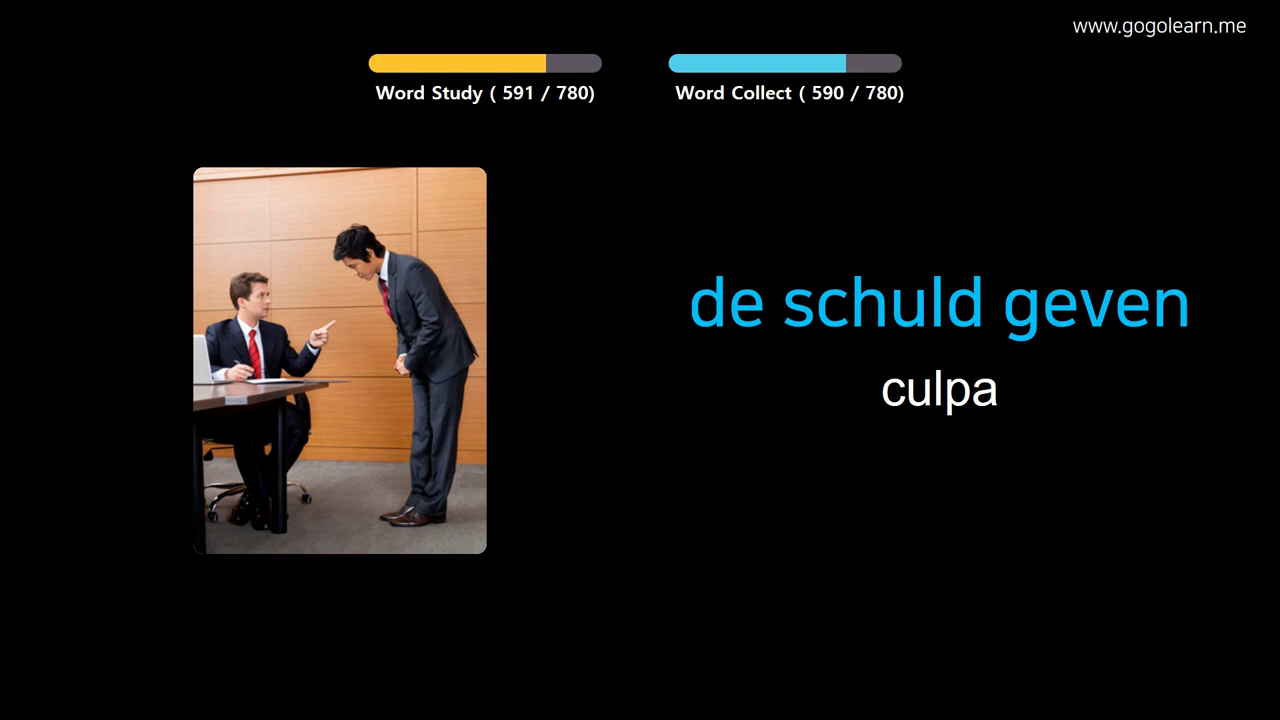 www.gogolearn.me
Word Study ( 591 / 780)
Word Collect ( 590 / 780)
de schuld geven
culpa